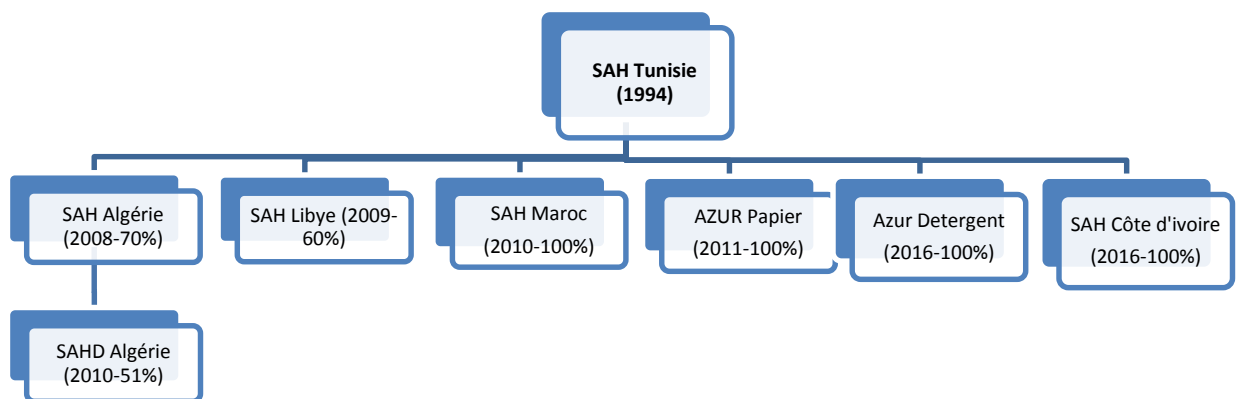 SAH Tunisie
(1994)
SAH Algérie
(2008-70%)
SAH Libye (2009-
60%)
SAH Maroc
(2010-100%)
AZUR Papier
(2011-100%)
Azur Detergent
(2016-100%)
SAH Côte d'ivoire
(2016-100%)
SAHD Algérie
(2010-51%)